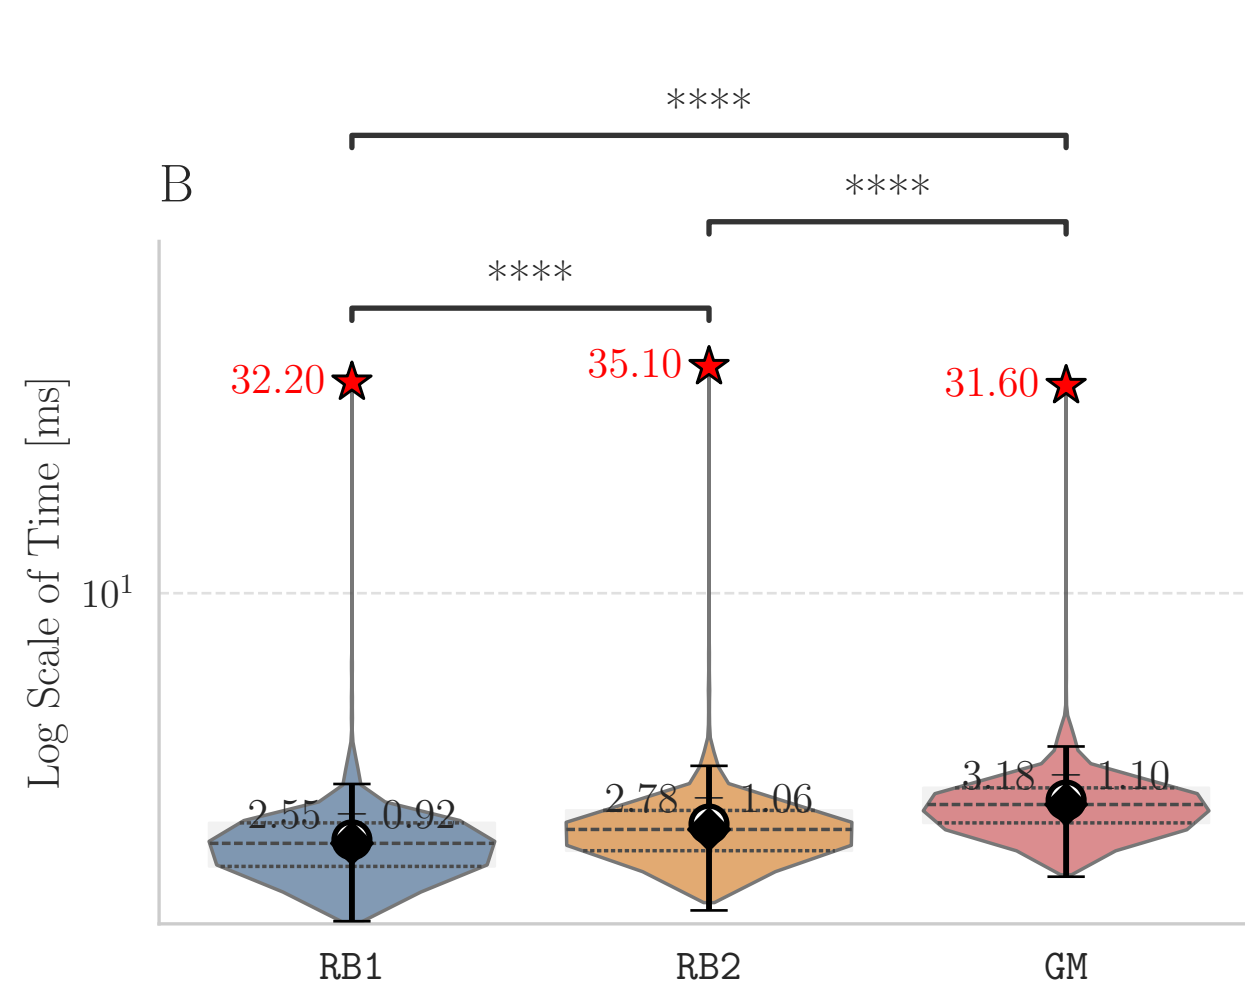 ****
B
****
****
32.20
35.10
31.60
Log Scale of Time [ms]
10¹
2.55 0.92
2.78 1.06
3.18 1.10
RB1
RB2
GM